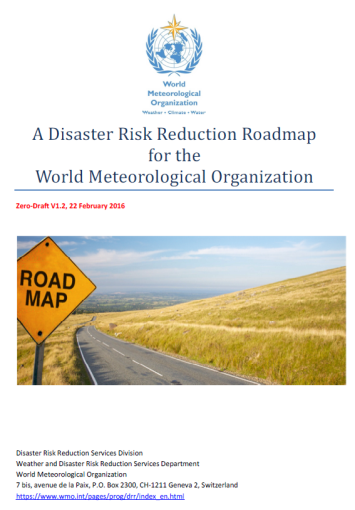 World
Meteorological
Organization
Weather • Climate • Water
A Disaster Risk Reduction Roadmap
for the
World Meteorological Organization
Zero-Draft V1.2, 22 February 2016
ROAD
MAP
Disaster Risk Reduction Services Division
Weather and Disaster Risk Reduction Services Department
World Meteorological Organization
7 bis, avenue de la Paix, P.O. Box 2300, CH-1211 Geneva 2, Switzerland
https://www.wmo.int/pages/prog/drr/index_en.html